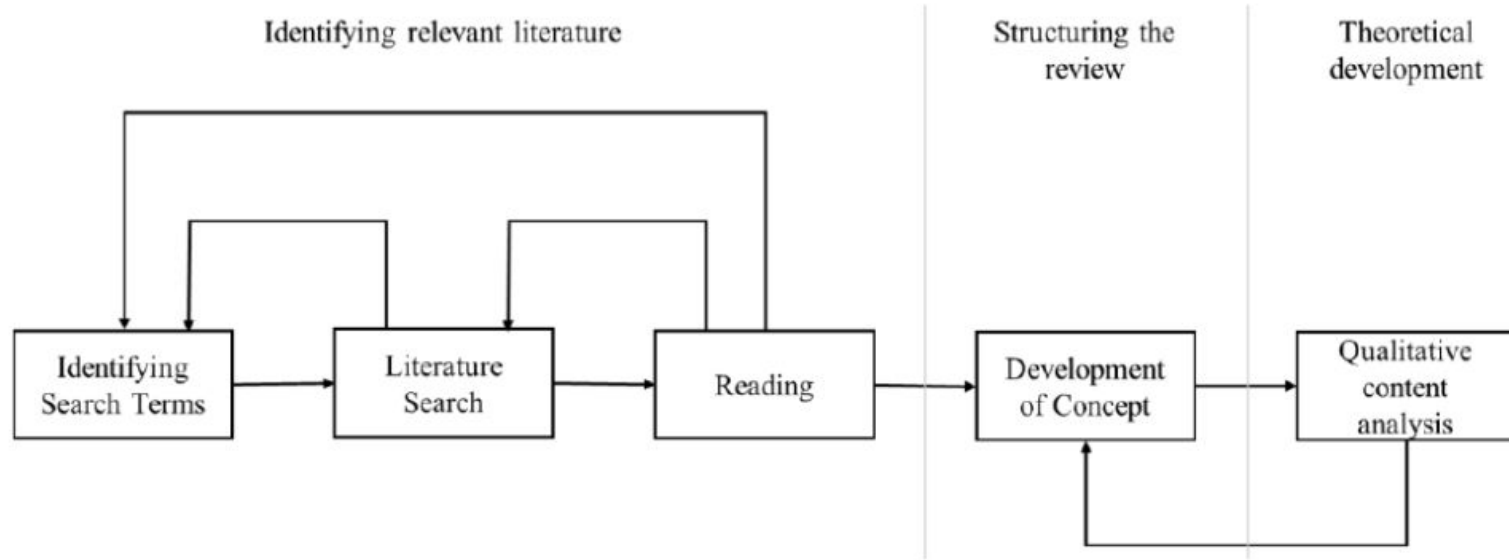 Identifying relevant literature
Structuring the
review
Theoretical
development
Identifying
Search Terms
Literature
Search
Reading
Development
of Concept
Qualitative
content
analysis